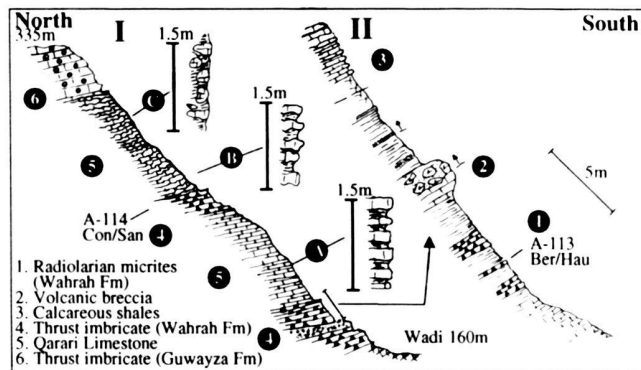 North
I
II
South
335m
1.5m
3
C
6
1.5m
B
2
5
5m
1.5m
A-114
Con/San
4
1
A-113
Ber/Hau
5
A
1. Radiolarian micrites
(Wahrah Fm)
2. Volcanic breccia
3. Calcareous shales
4. Thrust imbricate (Wahrah Fm)
5. Qarari Limestone
6. Thrust imbricate (Guwayza Fm)
4
Wadi 160m